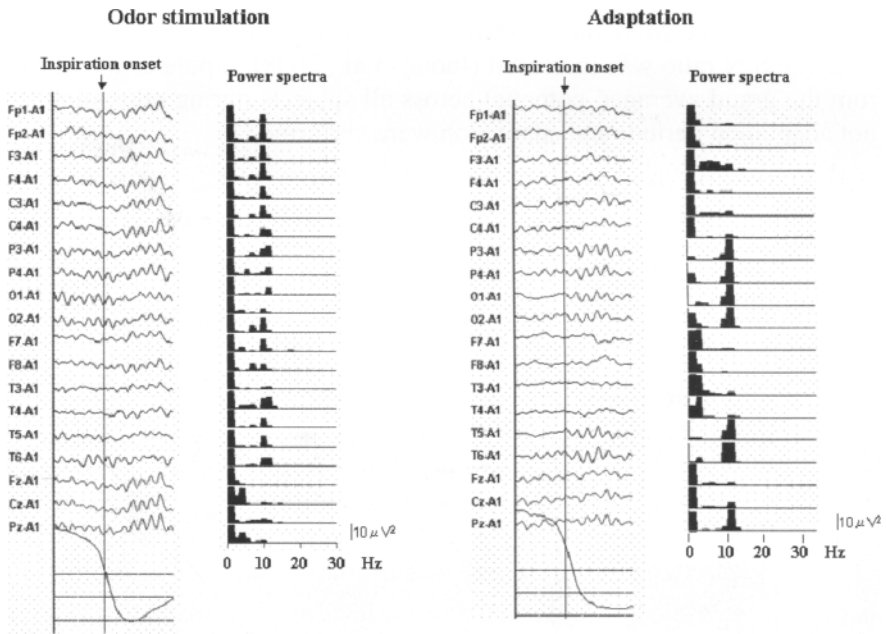 Odor stimulation
Inspiration onset
Power spectra
Fp1-A1
Fp2-A1
F3-A1
F4-A1
C3-A1
C4-A1
P3-A1
P4-A1
O1-A1
O2-A1
F7-A1
F8-A1
T3-A1
T4-A1
T5-A1
T6-A1
Fz-A1
Cz-A1
Pz-A1
10 μV²
0 10 20 30 Hz
Adaptation
Inspiration onset
Power spectra
Fp1-A1
Fp2-A1
F3-A1
F4-A1
C3-A1
C4-A1
P3-A1
P4-A1
O1-A1
O2-A1
F7-A1
F8-A1
T3-A1
T4-A1
T5-A1
T6-A1
Fz-A1
Cz-A1
Pz-A1
10 μV²
0 10 20 30 Hz